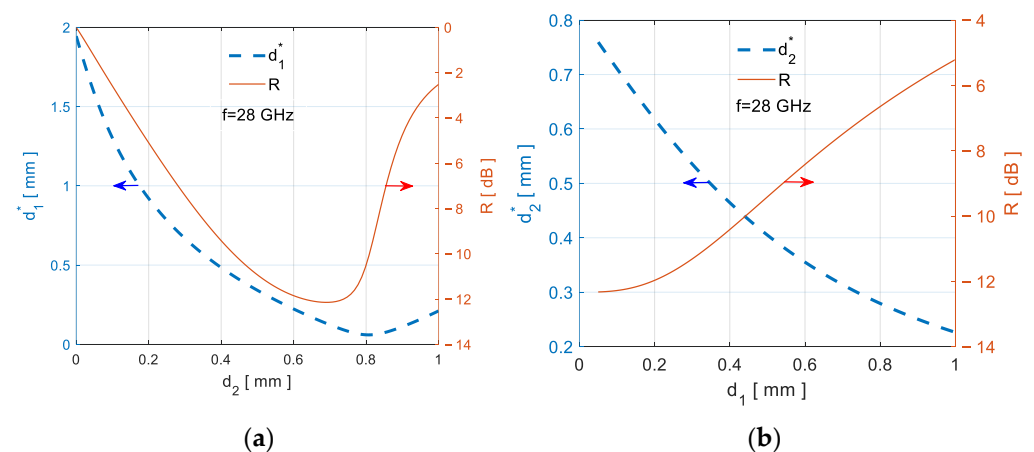 2
1.5
1
0.5
0
d₁* [ mm ]
0
0.2
0.4
0.6
0.8
1
d₂ [ mm ]
0
− 2
− 4
− 6
− 8
− 10
− 12
− 14
R [ dB ]
d₁*
R
f=28 GHz
(a)
0.8
0.7
0.6
0.5
0.4
0.3
0.2
d₂* [ mm ]
0
0.2
0.4
0.6
0.8
1
d₁ [ mm ]
− 4
− 6
− 8
− 10
− 12
− 14
R [ dB ]
d₂*
R
f=28 GHz
(b)